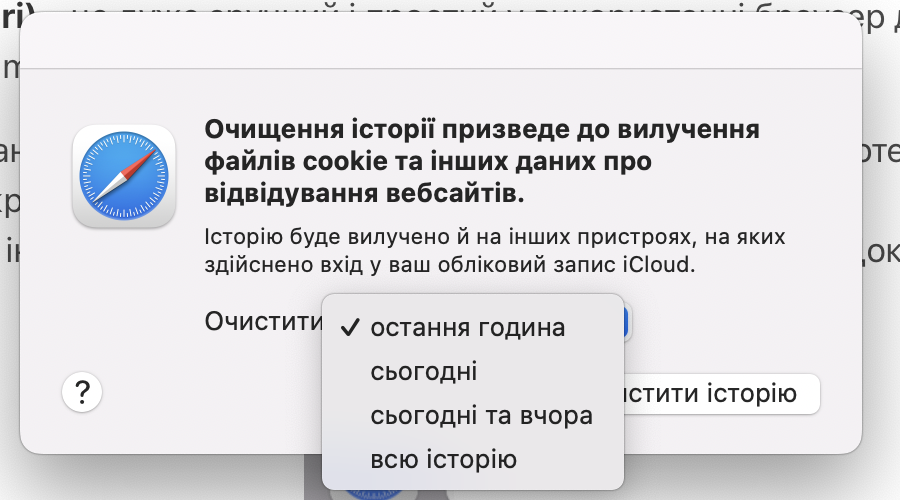 Очищення історії призведе до вилучення
файлів cookie та інших даних про
відвідування вебсайтів.
Історію буде вилучено й на інших пристроях, на яких
здійснено вхід у ваш обліковий запис iCloud.
Очистити
✓ остання година
сьогодні
сьогодні та вчора
всю історію
?
історію